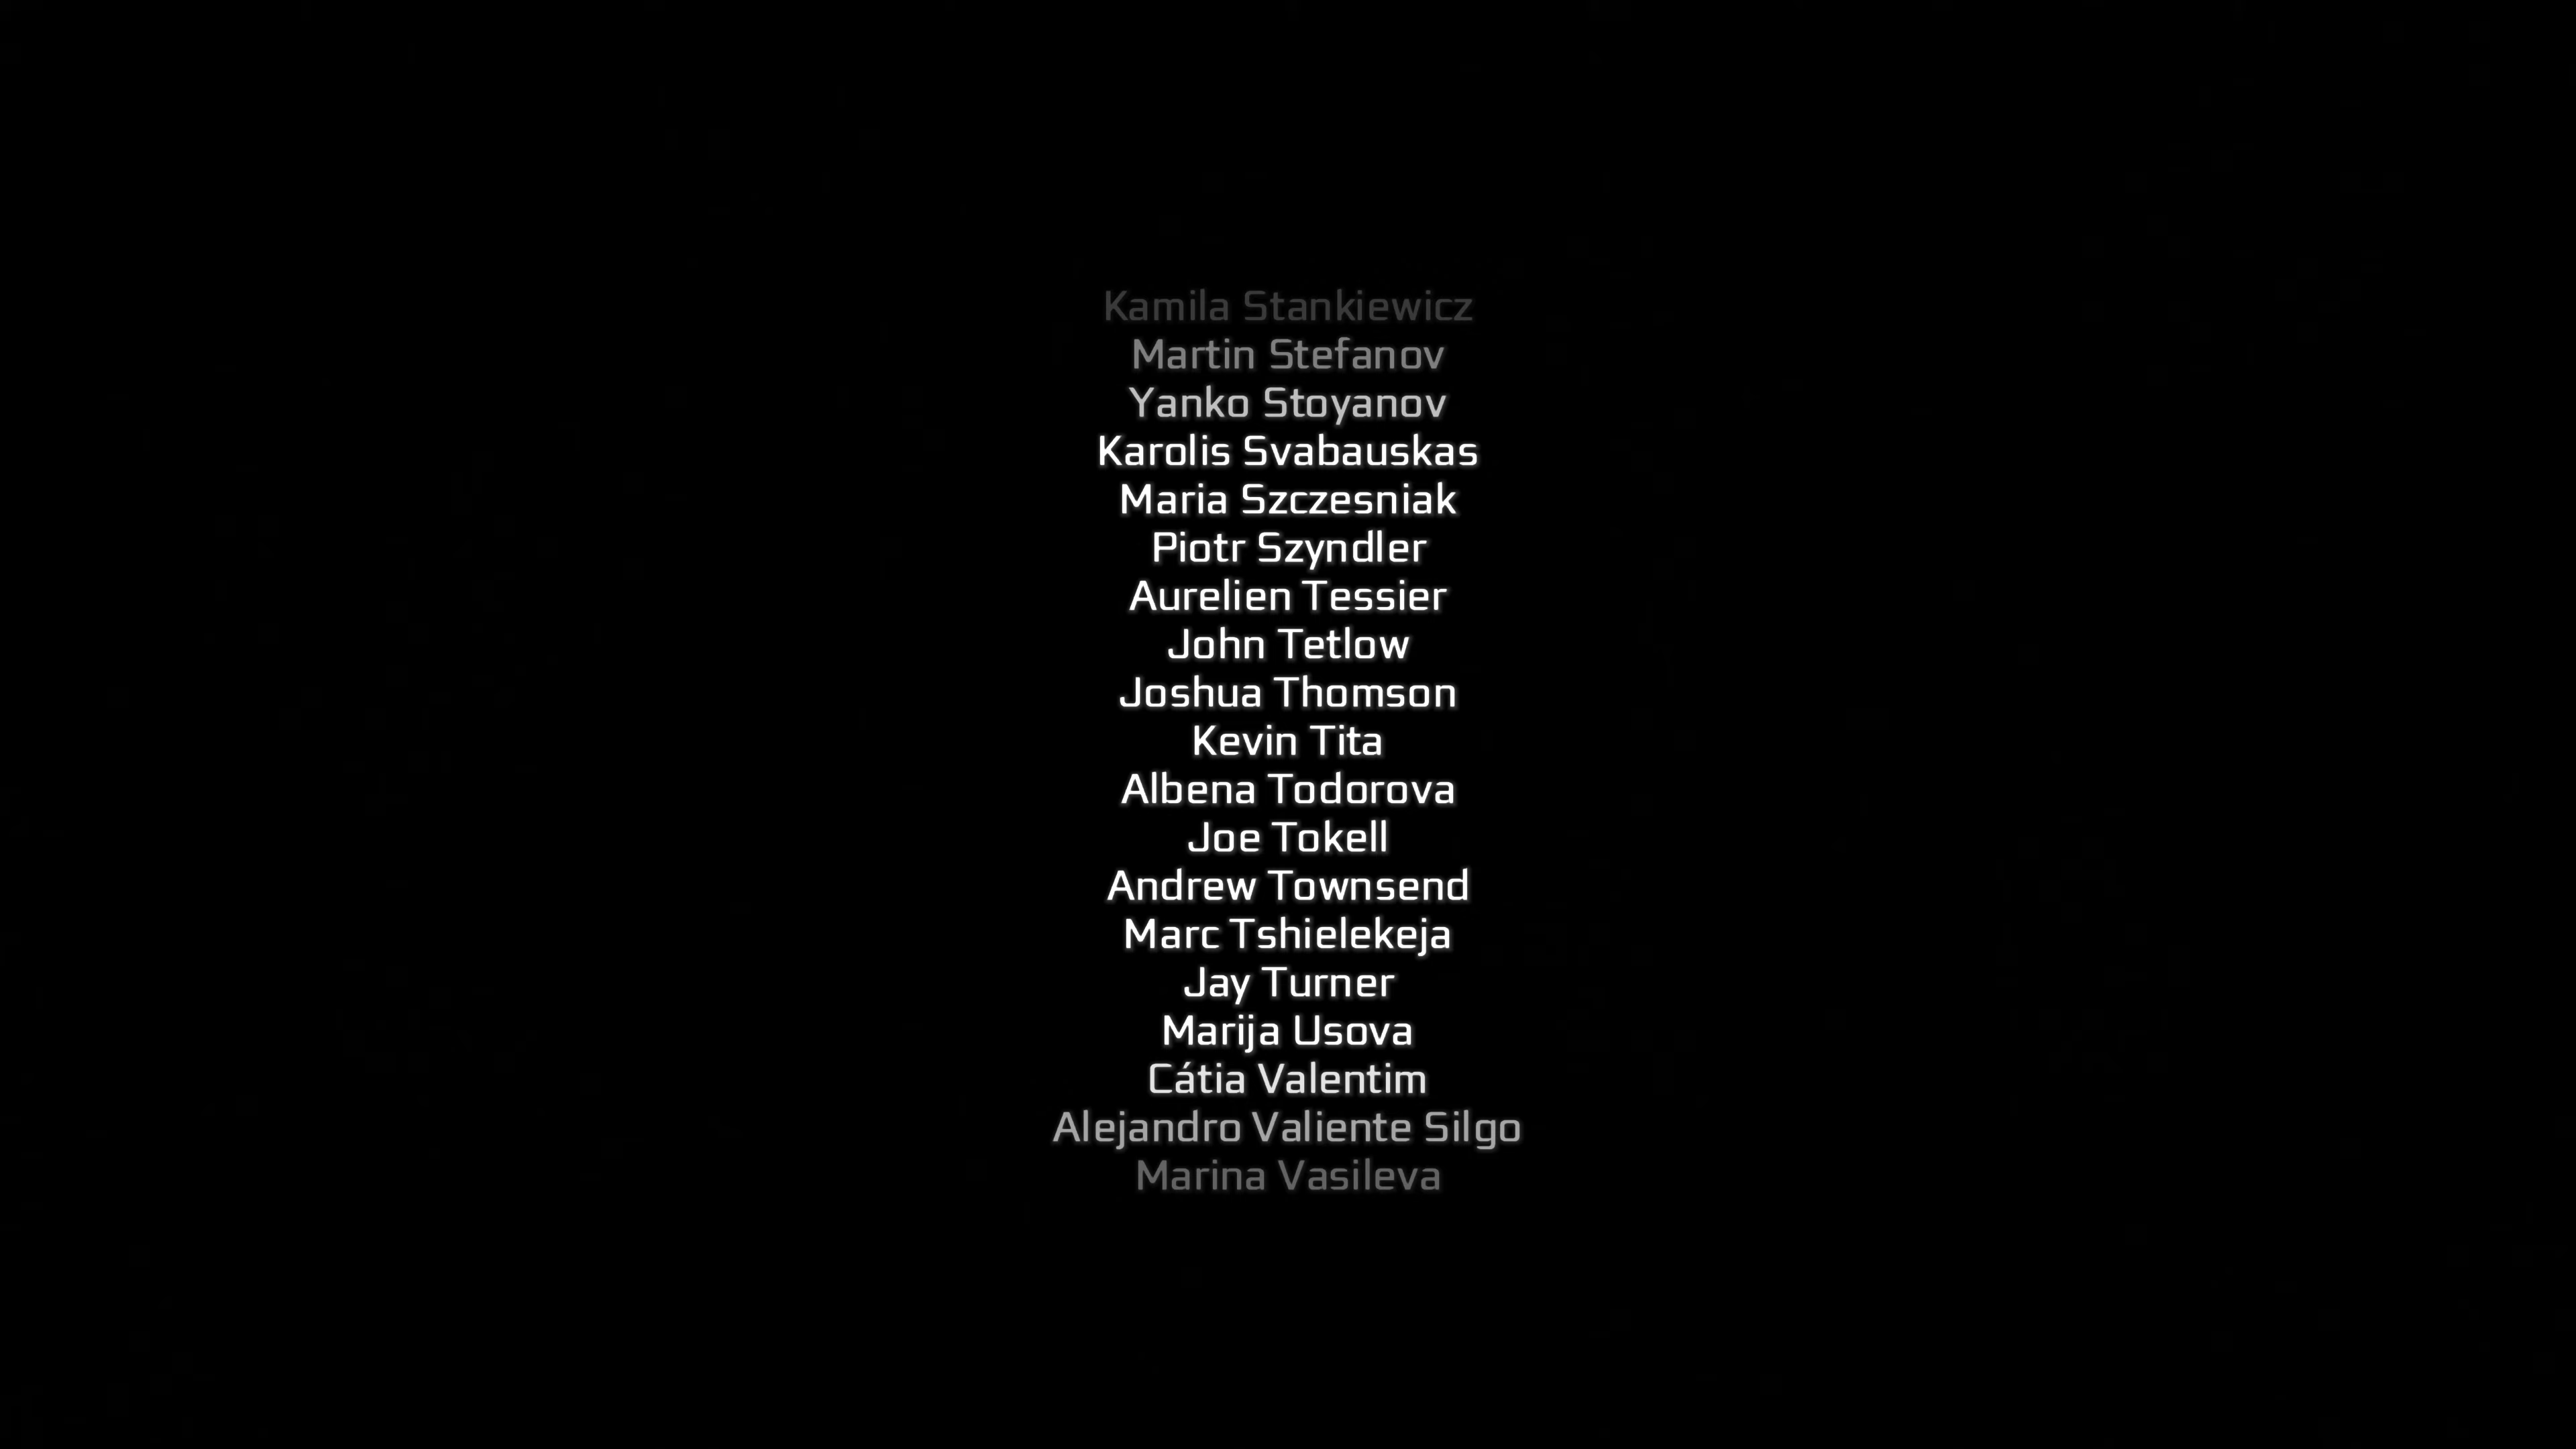 Kamila Stankiewicz
Martin Stefanov
Yanko Stoyanov
Karolis Svabauskas
Maria Szczesniak
Piotr Szyndler
Aurelien Tessier
John Tetlow
Joshua Thomson
Kevin Tita
Albena Todorova
Joe Tokell
Andrew Townsend
Marc Tshielekeja
Jay Turner
Marija Usova
Cátia Valentim
Alejandro Valiente Silgo
Marina Vasileva